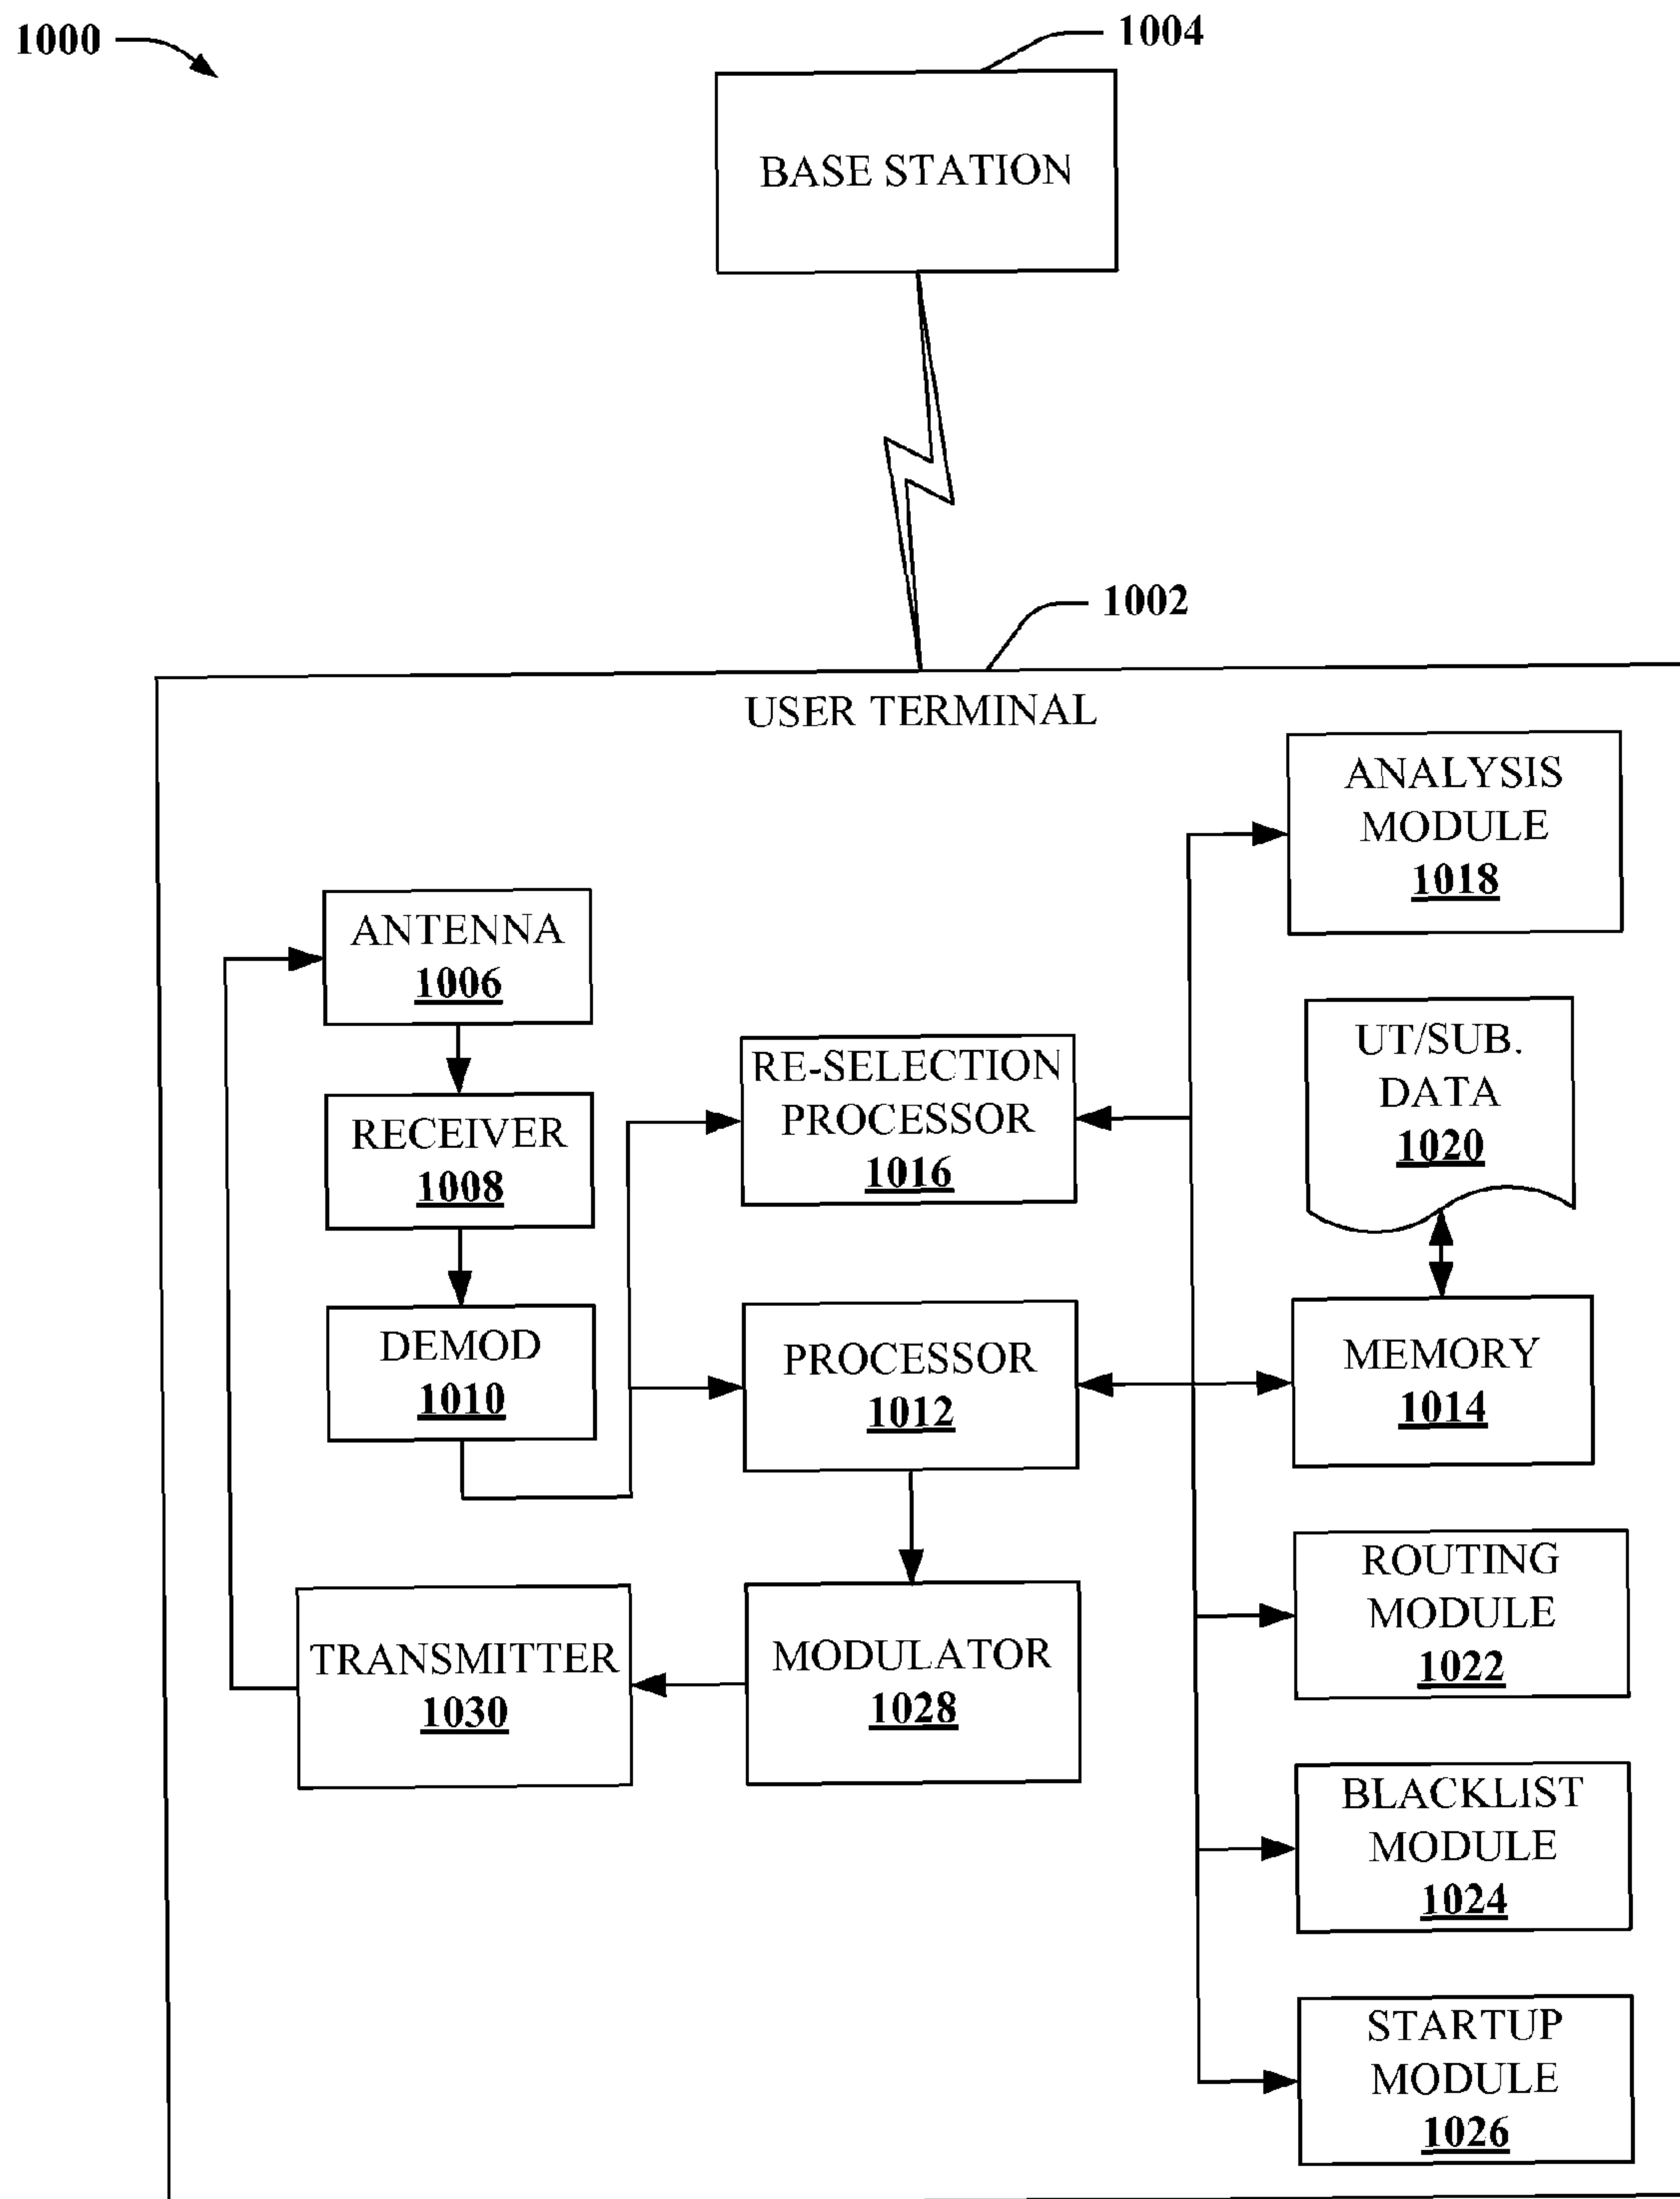 1000
1004
BASE STATION
1002
USER TERMINAL
ANALYSIS
MODULE
1018
ANTENNA
1006
UT/SUB.
DATA
1020
RE-SELECTION
PROCESSOR
1016
RECEIVER
1008
DEMOD
1010
PROCESSOR
1012
MEMORY
1014
ROUTING
MODULE
1022
TRANSMITTER
1030
MODULATOR
1028
BLACKLIST
MODULE
1024
STARTUP
MODULE
1026